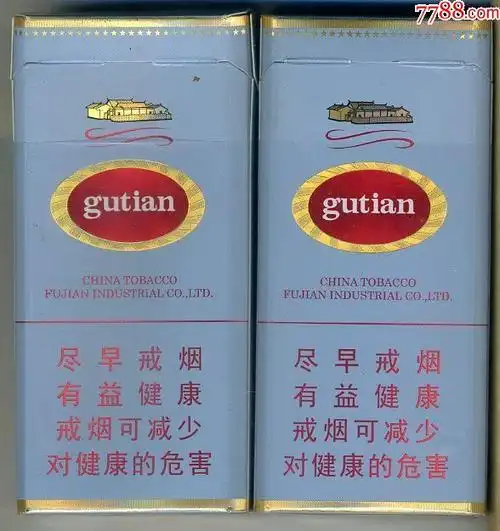 7788.com
gutian
CHINA TOBACCO
FUJIAN INDUSTRIAL CO.,LTD.
尽早戒烟
有益健康
戒烟可减少
对健康的危害
gutian
CHINA TOBACCO
FUJIAN INDUSTRIAL CO.,LTD.
尽早戒烟
有益健康
戒烟可减少
对健康的危害